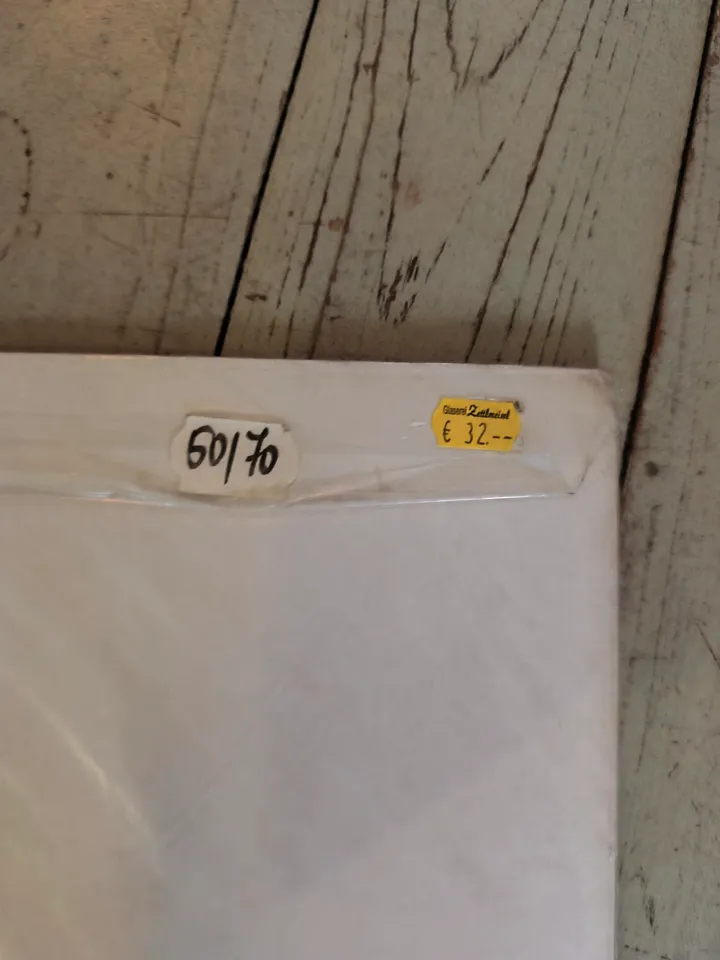 50/70
Glaserei Zettlmeisl
€ 32.--